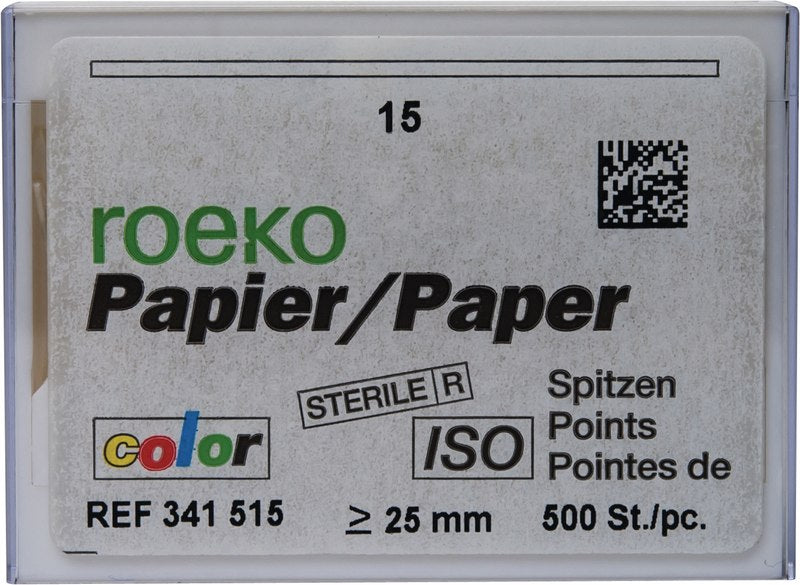 15
roeko
Papier/Paper
STERILE R
Spitzen
color
ISO
Points
Pointes de
REF 341 515
≥ 25 mm
500 St./pc.